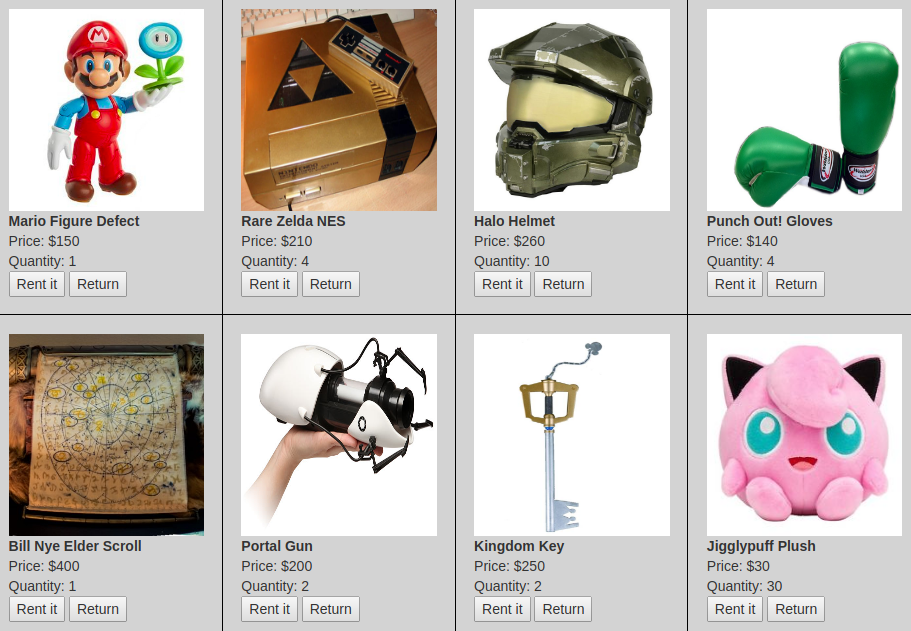 Mario Figure Defect
Price: $150
Quantity: 1
Rent it Return
Rare Zelda NES
Price: $210
Quantity: 4
Rent it Return
Halo Helmet
Price: $260
Quantity: 10
Rent it Return
Punch Out! Gloves
Price: $140
Quantity: 4
Rent it Return
Bill Nye Elder Scroll
Price: $400
Quantity: 1
Rent it Return
Portal Gun
Price: $200
Quantity: 2
Rent it Return
Kingdom Key
Price: $250
Quantity: 2
Rent it Return
Jigglypuff Plush
Price: $30
Quantity: 30
Rent it Return